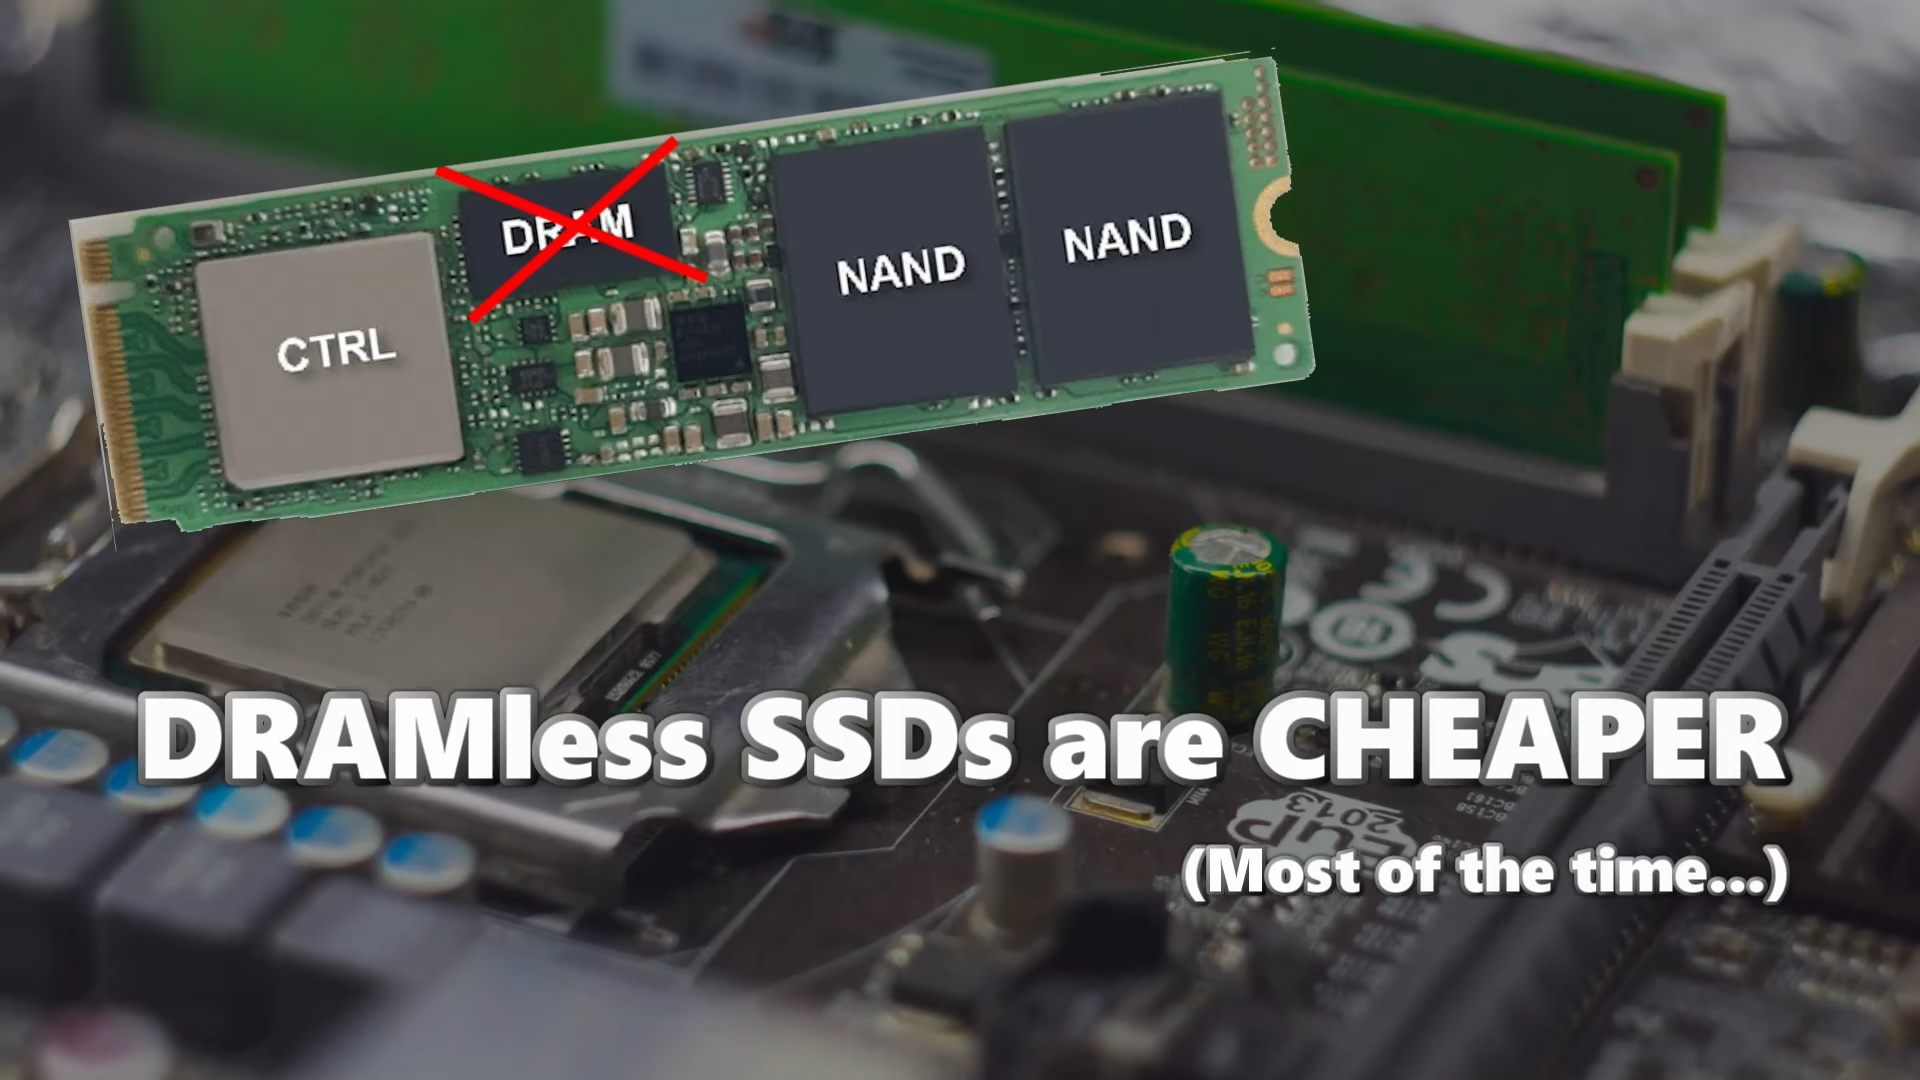 DRAM
NAND
NAND
CTRL
DRAMless SSDs are CHEAPER
(Most of the time...)